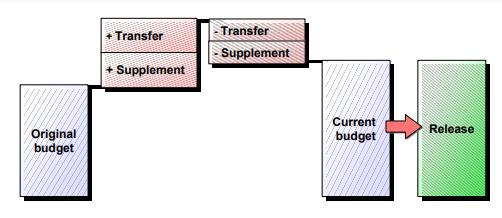 + Transfer
+ Supplement
- Transfer
- Supplement
Original
budget
Current
budget
Release